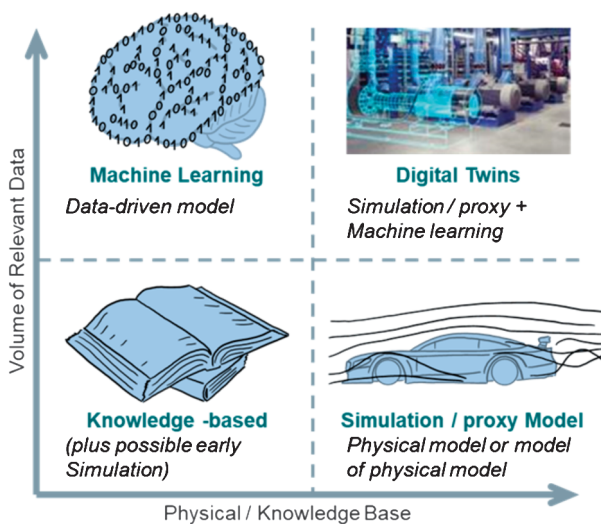 Machine Learning
Data-driven model
Digital Twins
Simulation / proxy +
Machine learning
Knowledge -based
(plus possible early
Simulation)
Simulation / proxy Model
Physical model or model
of physical model
Volume of Relevant Data
Physical / Knowledge Base